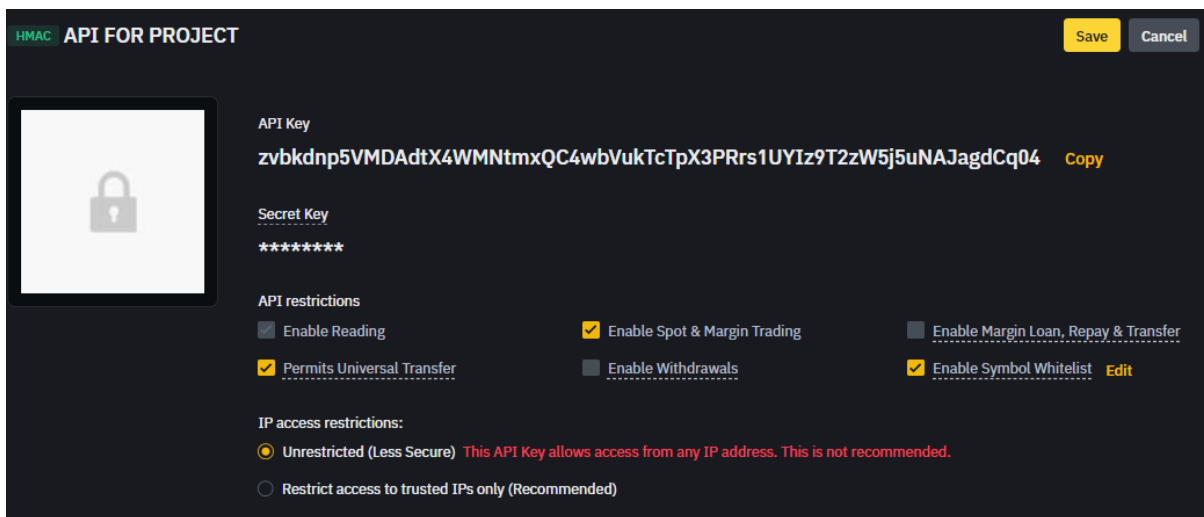 HMAC API FOR PROJECT
Save Cancel
API Key
zvbkdnp5VMDAdtX4WMNtmxQC4wbVukTcTpX3PRrs1UYIz9T2zW5j5uNAJagdCq04 Copy
Secret Key
********
API restrictions
Enable Reading Enable Spot & Margin Trading Enable Margin Loan, Repay & Transfer
Permits Universal Transfer Enable Withdrawals Enable Symbol Whitelist Edit
IP access restrictions:
Unrestricted (Less Secure) This API Key allows access from any IP address. This is not recommended.
Restrict access to trusted IPs only (Recommended)